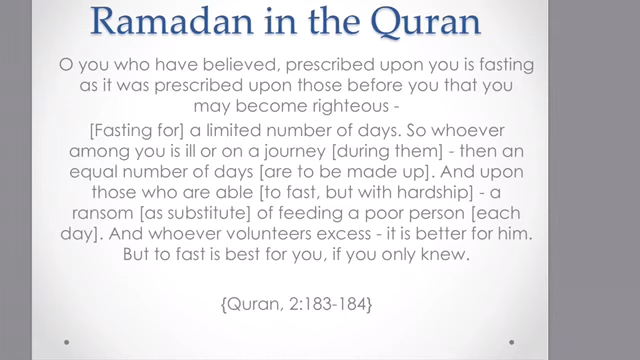 Ramadan in the Quran
O you who have believed, prescribed upon you is fasting
as it was prescribed upon those before you that you
may become righteous -
[Fasting for] a limited number of days. So whoever
among you is ill or on a journey [during them] - then an
equal number of days [are to be made up]. And upon
those who are able [to fast, but with hardship] - a
ransom [as substitute] of feeding a poor person [each
day]. And whoever volunteers excess - it is better for him.
But to fast is best for you, if you only knew.
{Quran, 2:183-184}